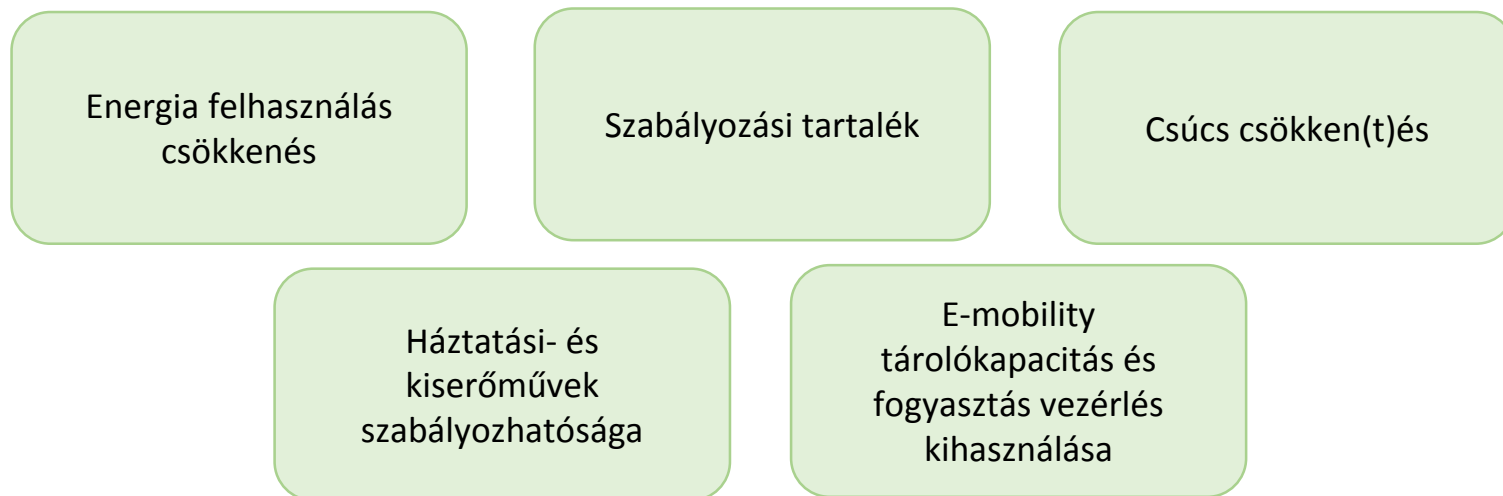 Energia felhasználás
csökkenés
Szabályozási tartalék
Csúcs csökken(t)és
Háztatási- és
kiserőművek
szabályozhatósága
E-mobility
tárolókapacitás és
fogyasztás vezérlés
kihasználása